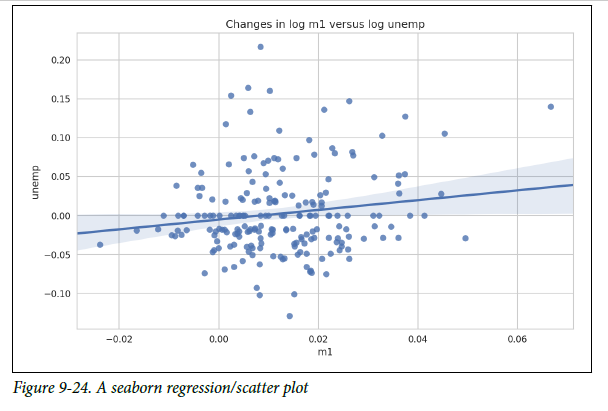 Changes in log m1 versus log unemp
0.20
0.15
0.10
0.05
0.00
−0.05
−0.10
unemp
−0.02 0.00 0.02 0.04 0.06
m1
Figure 9-24. A seaborn regression/scatter plot